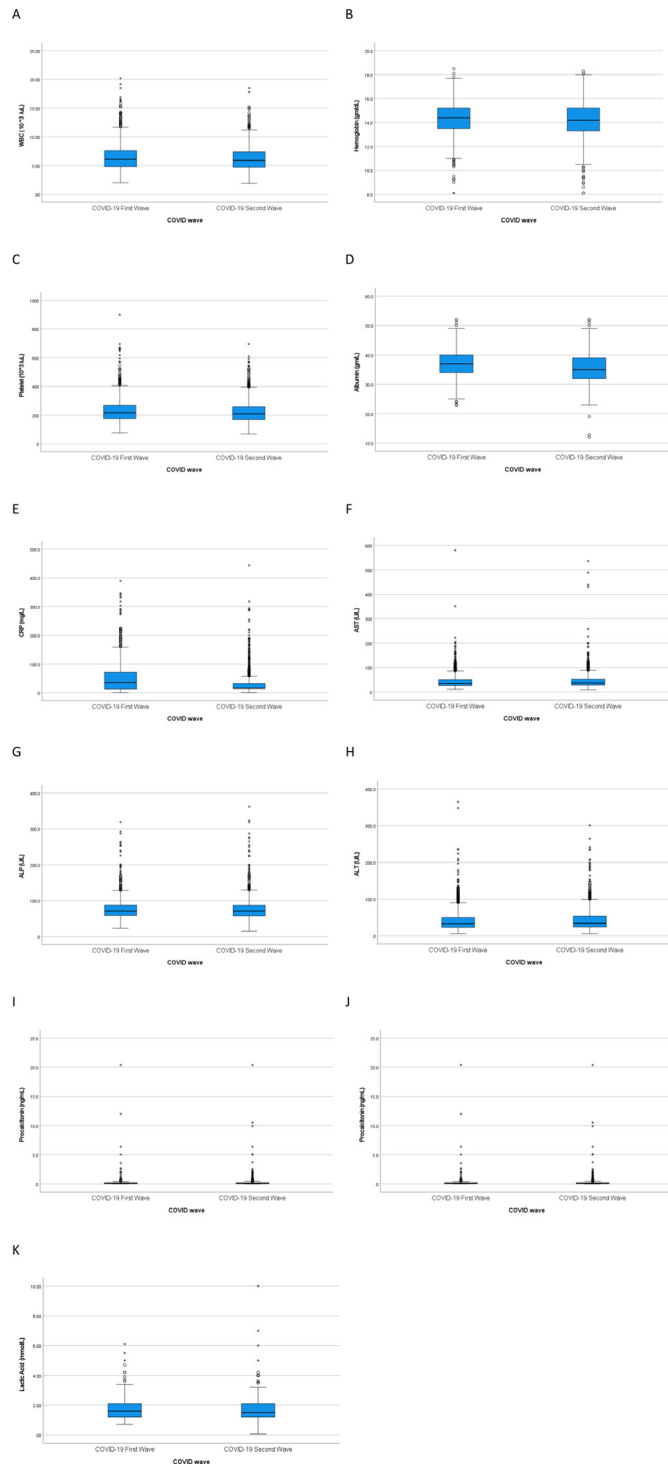 A
B
25.00
20.00
15.00
10.00
5.00
.00
WBC (10^3 /uL)
COVID-19 First Wave
COVID-19 Second Wave
COVID wave
20.0
18.0
16.0
14.0
12.0
10.0
8.0
Hemoglobin (gm/dL)
COVID-19 First Wave
COVID-19 Second Wave
COVID wave
C
D
1000
800
600
400
200
0
Platelet (10^3/uL)
COVID-19 First Wave
COVID-19 Second Wave
COVID wave
60.0
50.0
40.0
30.0
20.0
10.0
Albumin (gm/L)
COVID-19 First Wave
COVID-19 Second Wave
COVID wave
E
F
500.0
400.0
300.0
200.0
100.0
.0
CRP (mg/L)
COVID-19 First Wave
COVID-19 Second Wave
COVID wave
600
500
400
300
200
100
0
AST (U/L)
COVID-19 First Wave
COVID-19 Second Wave
COVID wave
G
H
400.0
300.0
200.0
100.0
.0
ALP (U/L)
COVID-19 First Wave
COVID-19 Second Wave
COVID wave
400.0
300.0
200.0
100.0
.0
ALT (U/L)
COVID-19 First Wave
COVID-19 Second Wave
COVID wave
I
J
25.0
20.0
15.0
10.0
5.0
.0
Procalcitonin (ng/mL)
COVID-19 First Wave
COVID-19 Second Wave
COVID wave
25.0
20.0
15.0
10.0
5.0
.0
Procalcitonin (ng/mL)
COVID-19 First Wave
COVID-19 Second Wave
COVID wave
K
10.00
8.00
6.00
4.00
2.00
.00
Lactic Acid (mmol/L)
COVID-19 First Wave
COVID-19 Second Wave
COVID wave